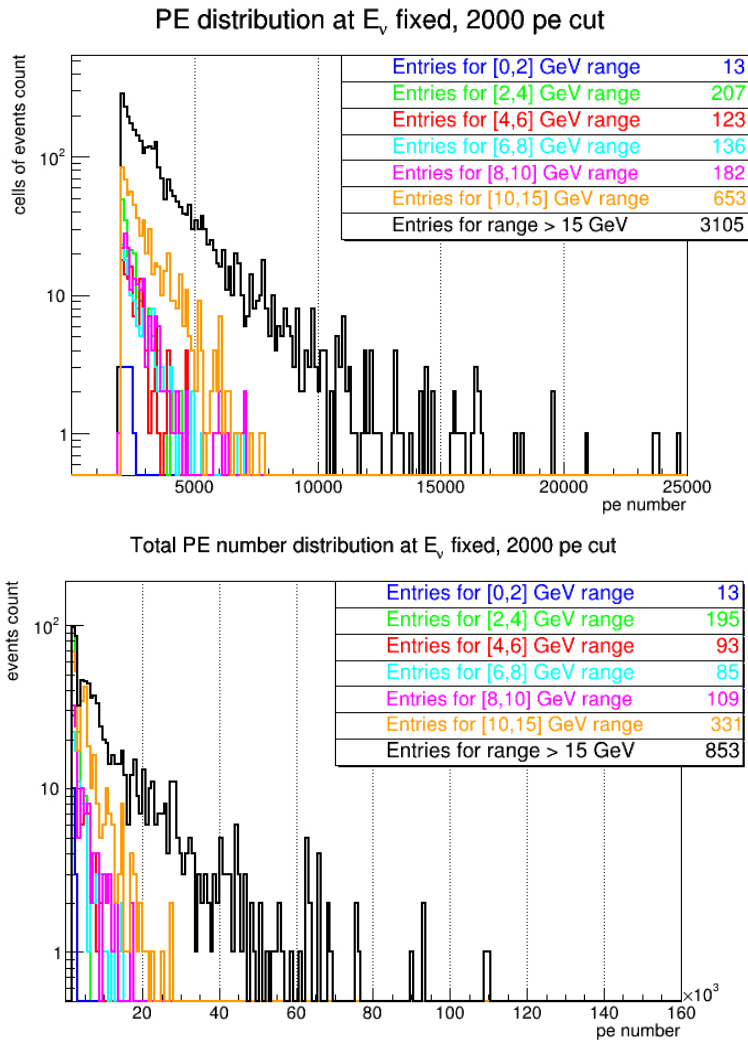 PE distribution at Eν fixed, 2000 pe cut
cells of events count
Entries for [0,2] GeV range 13
Entries for [2,4] GeV range 207
Entries for [4,6] GeV range 123
Entries for [6,8] GeV range 136
Entries for [8,10] GeV range 182
Entries for [10,15] GeV range 653
Entries for range > 15 GeV 3105
10²
10
1
5000 10000 15000 20000 25000
pe number
Total PE number distribution at Eν fixed, 2000 pe cut
events count
Entries for [0,2] GeV range 13
Entries for [2,4] GeV range 195
Entries for [4,6] GeV range 93
Entries for [6,8] GeV range 85
Entries for [8,10] GeV range 109
Entries for [10,15] GeV range 331
Entries for range > 15 GeV 853
10²
10
1
×10³
20 40 60 80 100 120 140 160
pe number